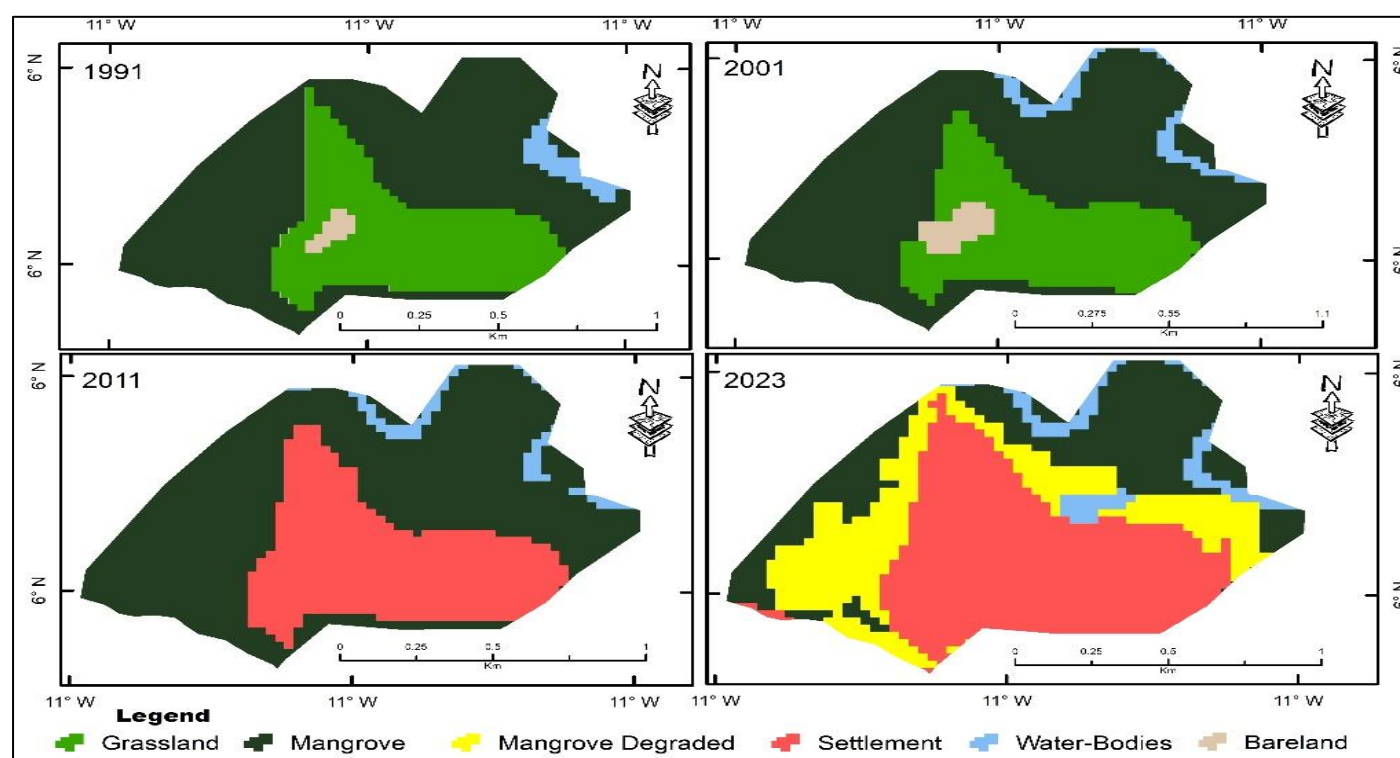 11° W 11° W 11° W 11° W 11° W 11° W
1991
6° N
6° N
N
0 0.25 0.5 1
Km
2001
6° N
6° N
N
0 0.275 0.55 1.1
Km
2011
6° N
6° N
N
0 0.25 0.5 1
Km
2023
6° N
6° N
N
0 0.25 0.5 1
Km
11° W 11° W 11° W 11° W 11° W 11° W
Legend
Grassland Mangrove Mangrove Degraded Settlement Water-Bodies Bareland